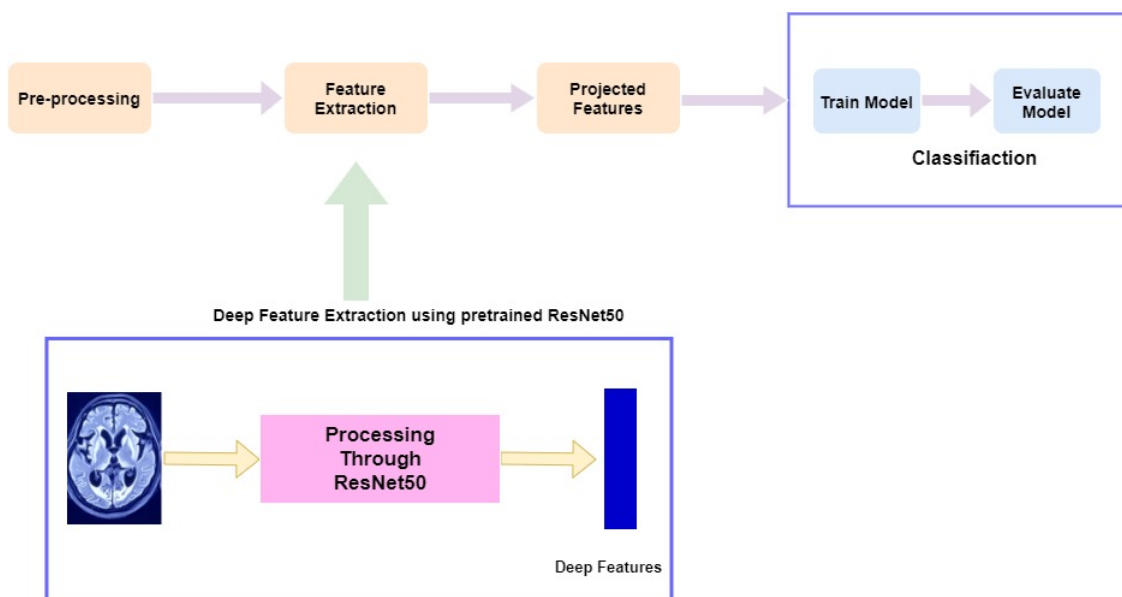 Pre-processing
Feature
Extraction
Projected
Features
Train Model
Evaluate
Model
Classifiaction
Deep Feature Extraction using pretrained ResNet50
Processing
Through
ResNet50
Deep Features